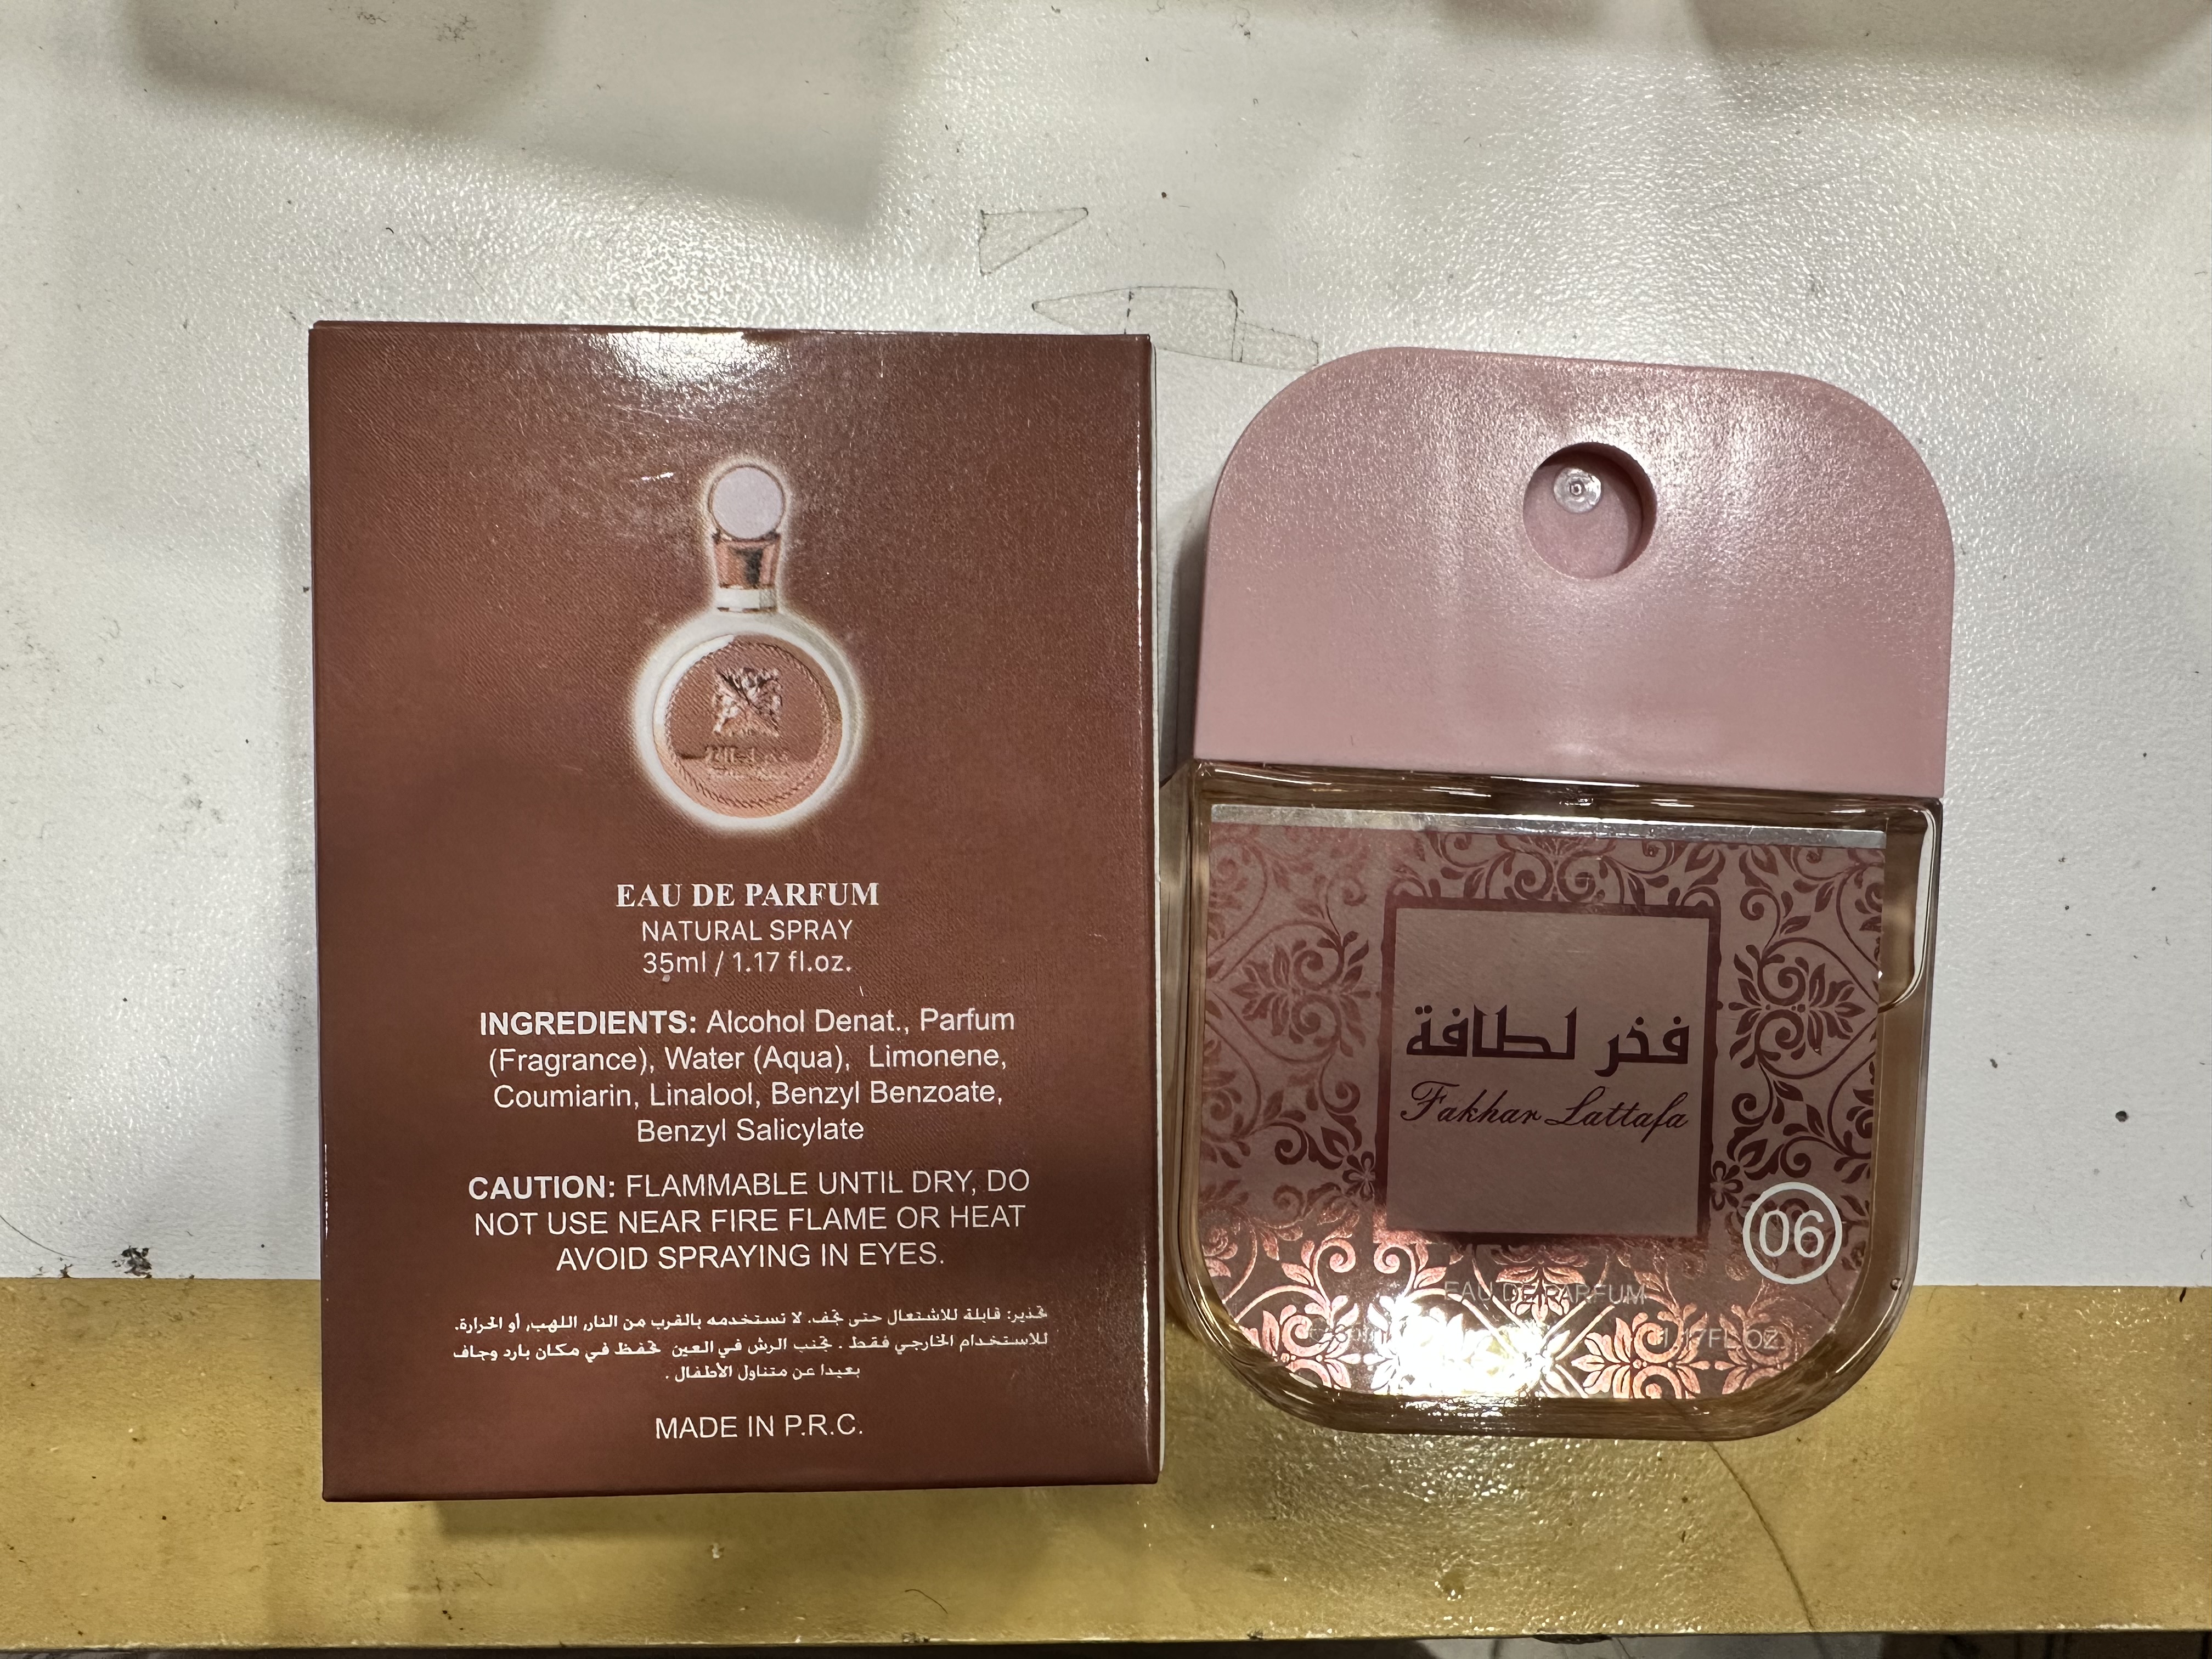 EAU DE PARFUM
NATURAL SPRAY
35ml / 1.17 fl.oz.
INGREDIENTS: Alcohol Denat., Parfum
(Fragrance), Water (Aqua), Limonene,
Coumiarin, Linalool, Benzyl Benzoate,
Benzyl Salicylate
CAUTION: FLAMMABLE UNTIL DRY, DO
NOT USE NEAR FIRE FLAME OR HEAT
AVOID SPRAYING IN EYES.
تحذير: قابلة للاشتعال حتى تجف. لا تستخدمه بالقرب من النار, اللهب, أو الحرارة.
للاستخدام الخارجي فقط . تجنب الرش في العين تحفظ في مكان بارد وجاف
بعيدا عن متناول الأطفال .
MADE IN P.R.C.
فخر لطافة
Fakhar Lattafa
06
EAU DE PARFUM
1.17FL.OZ